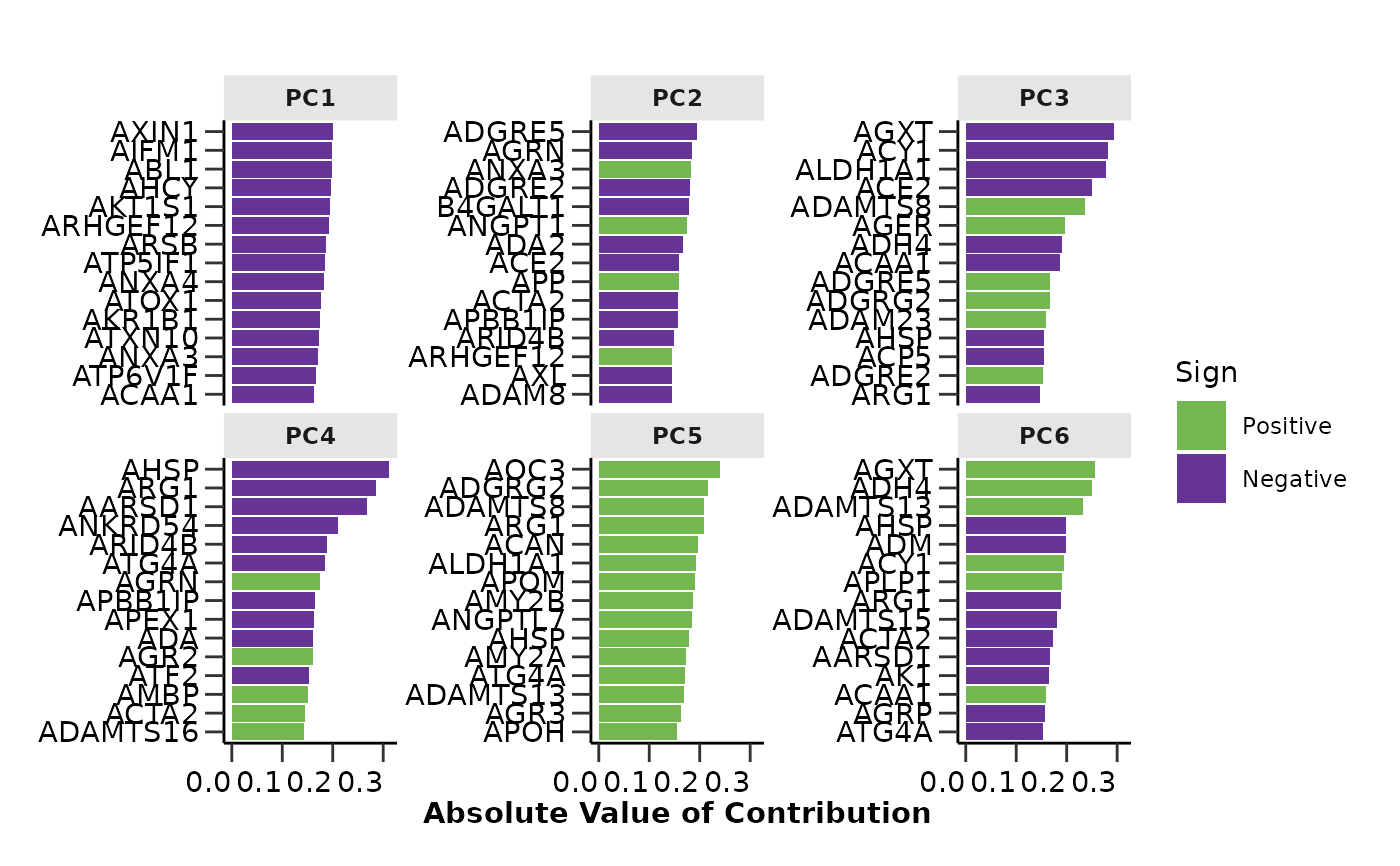 PC1
AXIN1
AIFM1
ABL1
AHCY
AKT1S1
ARHGEF12
ARSB
ATP5IF1
ANXA4
ATOX1
AKR1B1
ATXN10
ANXA3
ATP6V1F
ACAA1
PC2
ADGRE5
AGRN
ANXA3
ADGRE2
B4GALT1
ANGPT1
ADA2
ACE2
APP
ACTA2
APBB1IP
ARID4B
ARHGEF12
AXL
ADAM8
PC3
AGXT
ACY1
ALDH1A1
ACE2
ADAMTS8
AGER
ADH4
ACAA1
ADGRE5
ADGRG2
ADAM23
AHSP
ACP5
ADGRE2
ARG1
PC4
AHSP
ARG1
AARSD1
ANKRD54
ARID4B
ATG4A
AGRN
APBB1IP
APEX1
ADA
AGR2
ATF2
AMBP
ACTA2
ADAMTS16
0.0 0.1 0.2 0.3
PC5
AOC3
ADGRG2
ADAMTS8
ARG1
ACAN
ALDH1A1
APOM
AMY2B
ANGPTL7
AHSP
AMY2A
ATG4A
ADAMTS13
AGR3
APOH
0.0 0.1 0.2 0.3
PC6
AGXT
ADH4
ADAMTS13
AHSP
ADM
ACY1
APLP1
ARG1
ADAMTS15
ACTA2
AARSD1
AK1
ACAA1
AGRP
ATG4A
0.0 0.1 0.2 0.3
Absolute Value of Contribution
Sign
Positive
Negative